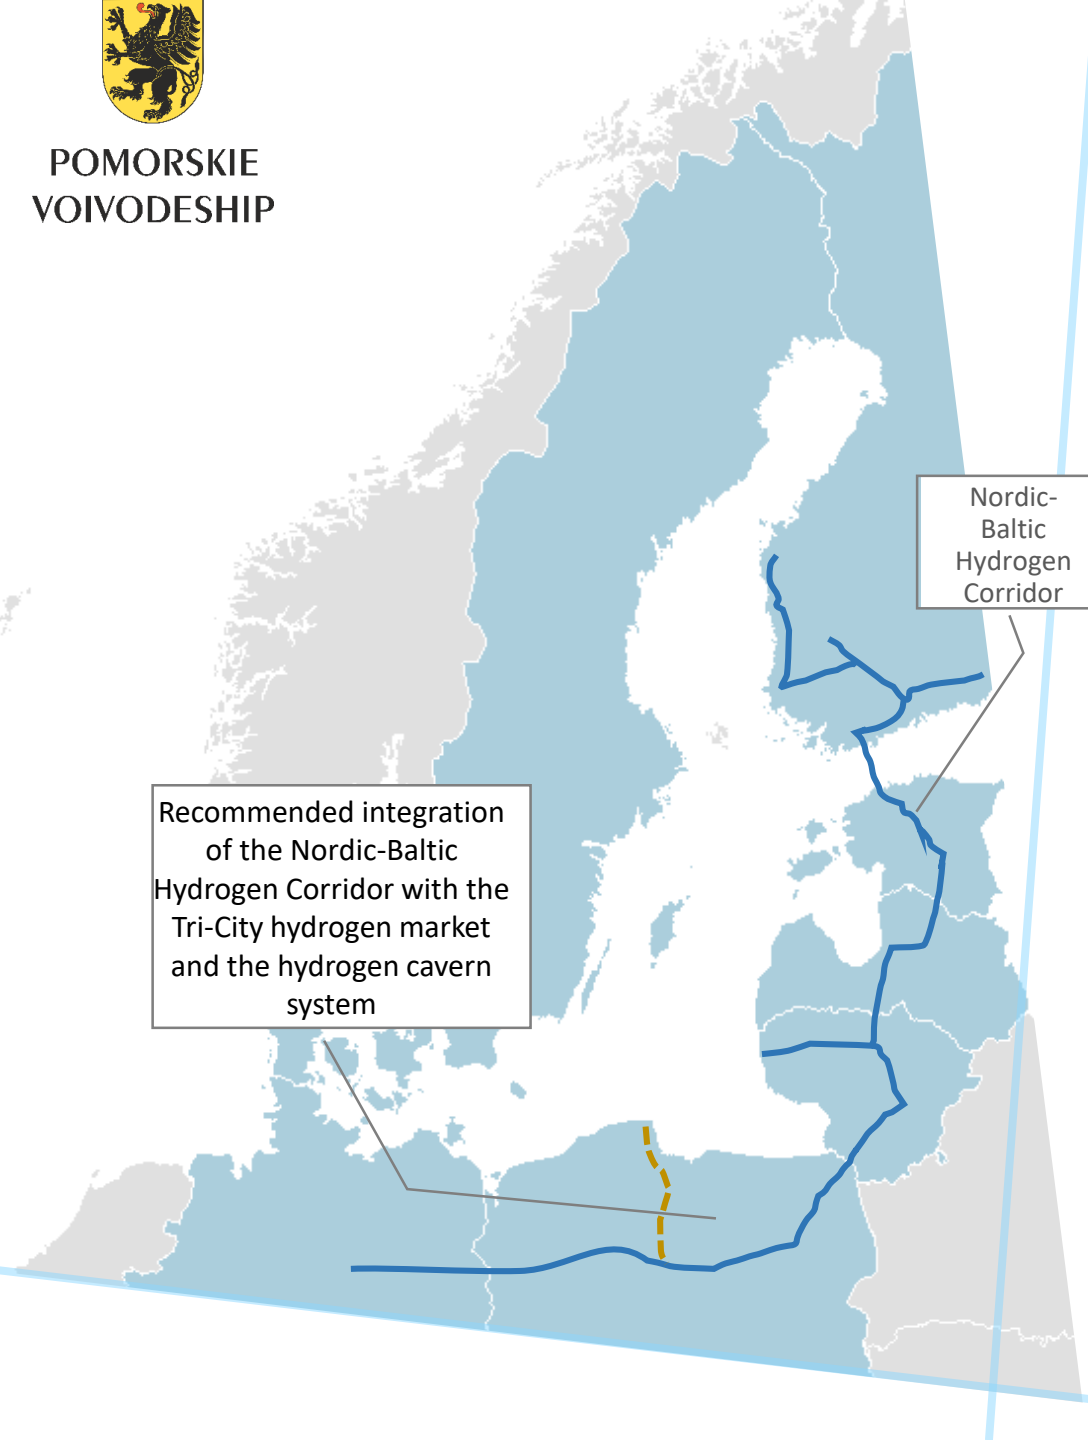 POMORSKIE
VOIVODESHIP
Nordic-
Baltic
Hydrogen
Corridor
Recommended integration
of the Nordic-Baltic
Hydrogen Corridor with the
Tri-City hydrogen market
and the hydrogen cavern
system